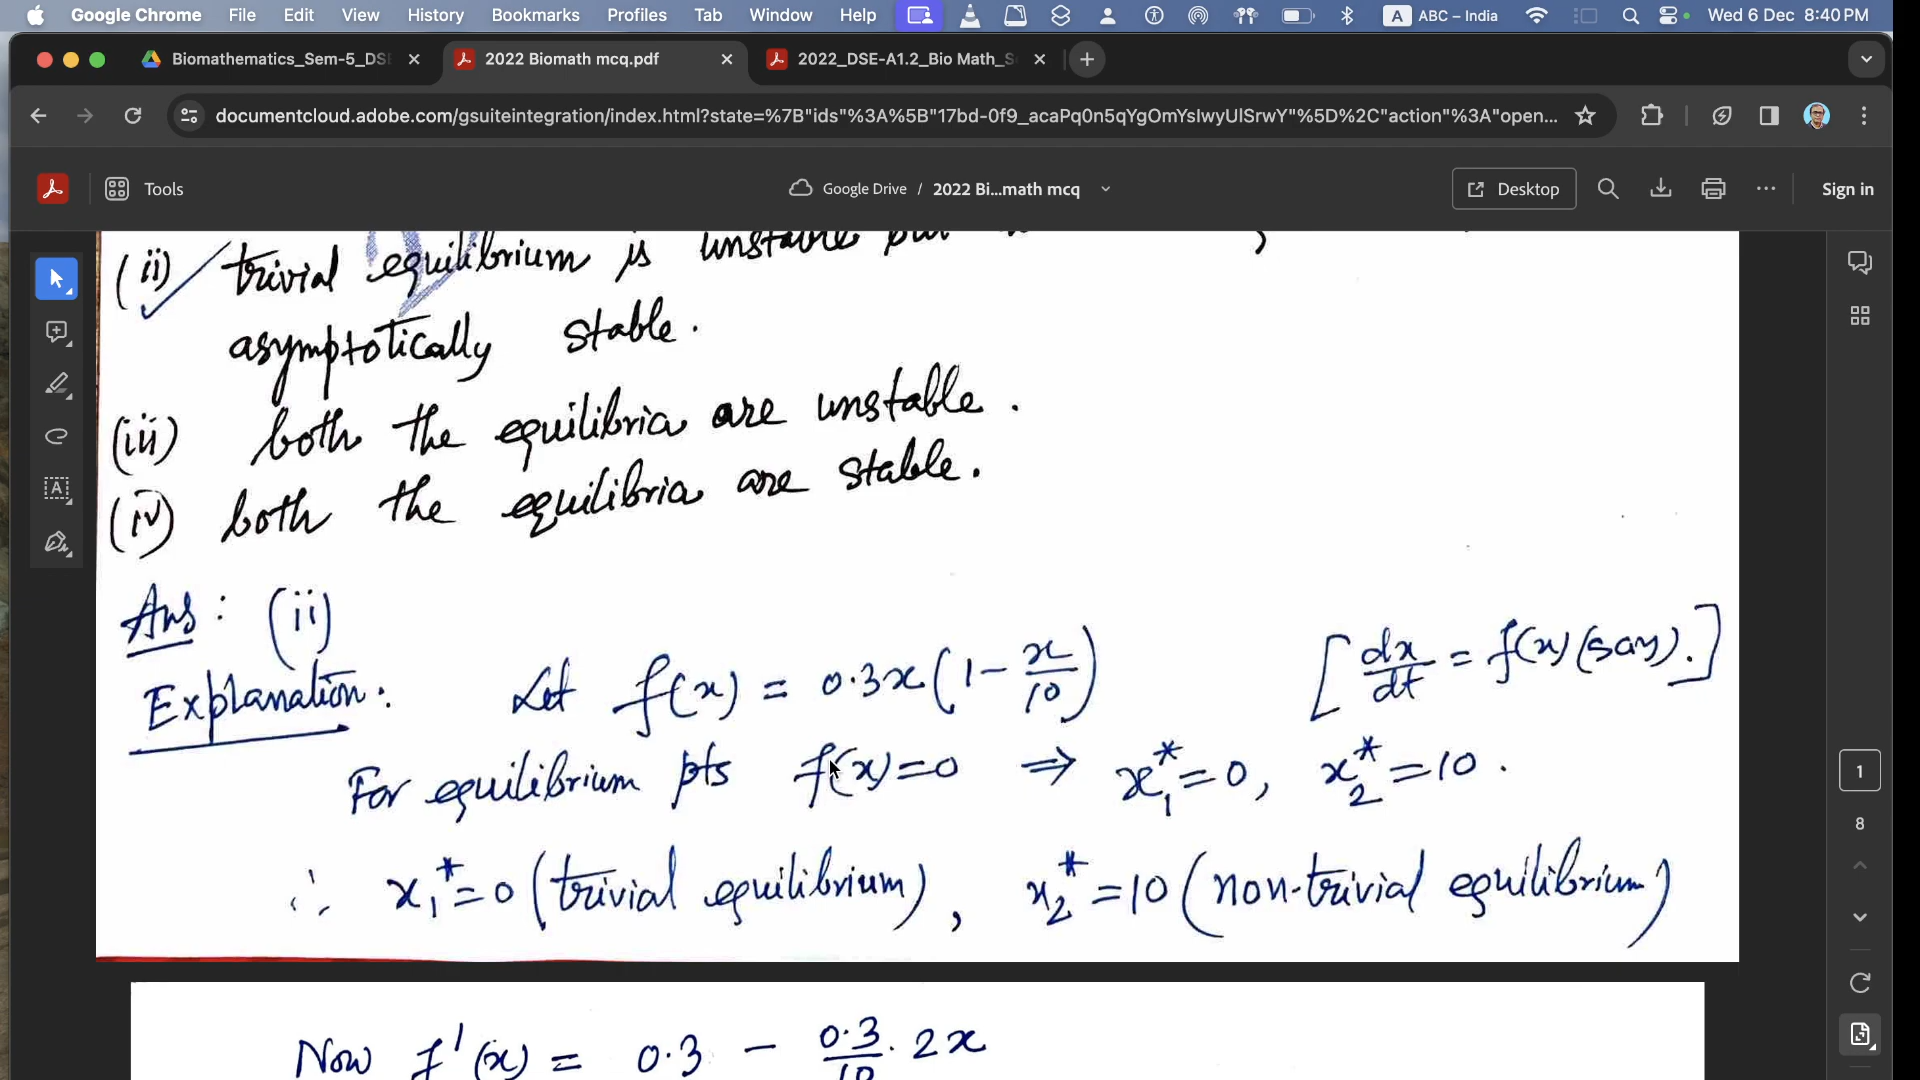 Google Chrome File Edit View History Bookmarks Profiles Tab Window Help A ABC – India Wed 6 Dec 8:40 PM
Biomathematics_Sem-5_DS 2022 Biomath mcq.pdf 2022_DSE-A1.2_Bio Math_S
documentcloud.adobe.com/gsuiteintegration/index.html?state=%7B"ids"%3A%5B"17bd-0f9_acaPq0n5qYgOmYsIwyUlSrwY"%5D%2C"action"%3A"open...
Tools Google Drive / 2022 Bi...math mcq Desktop Sign in
(ii) trivial equilibrium is unstable but
asymptotically stable.
(iii) both the equilibria are unstable.
(iv) both the equilibria are stable.
Ans: (ii)
Explanation: Let f(x) = 0.3x(1 - x/10) [dx/dt = f(x) (say).]
For equilibrium pts f(x)=0 ⇒ x₁*=0, x₂*=10.
∴ x₁*=0 (trivial equilibrium), x₂*=10 (non-trivial equilibrium)
Now f'(x) = 0.3 - 0.3/10 . 2x
1
8